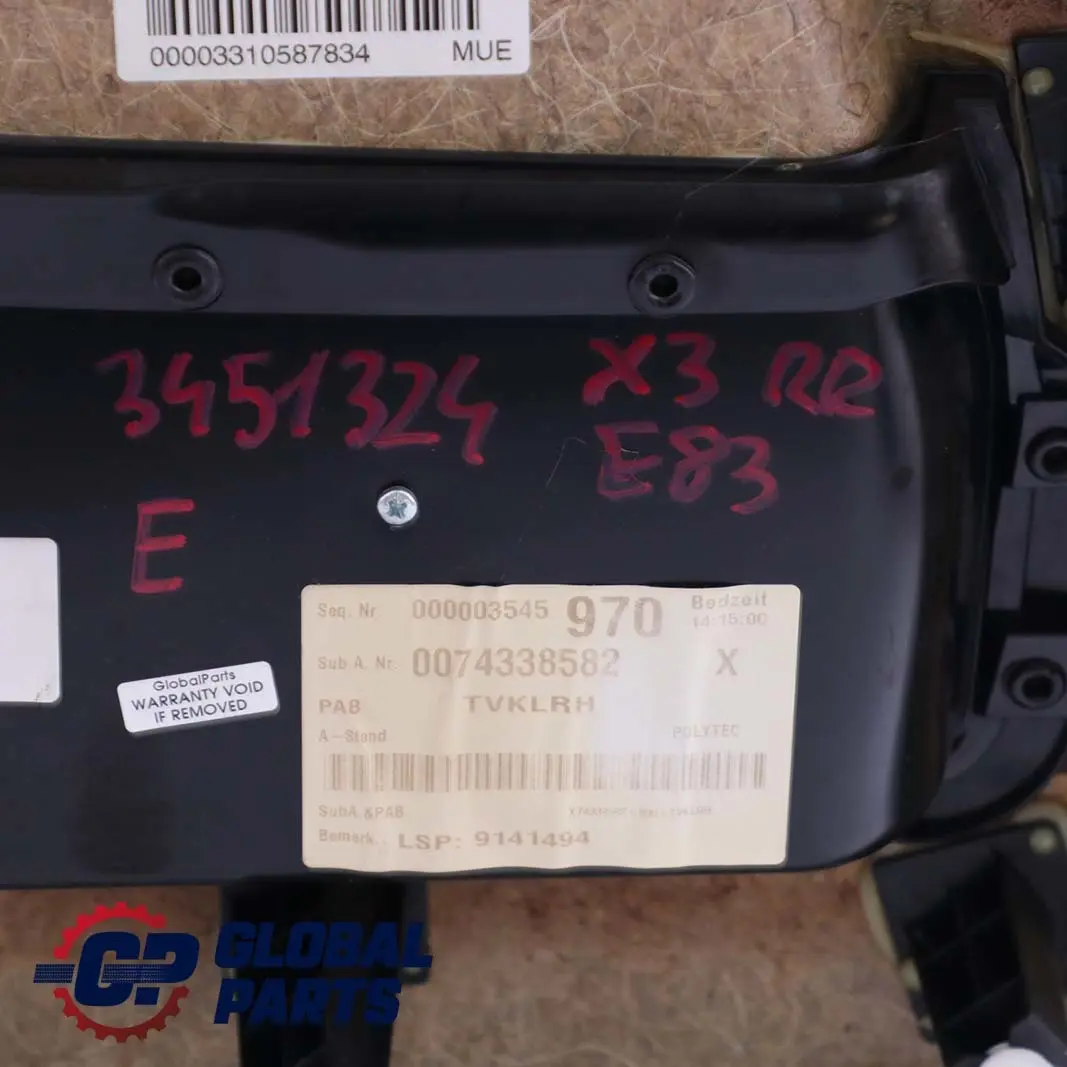 00003310587834 MUE
3451324 X3 RR
E83
E
Seq. Nr. 000003545 970 Bedzeit
14:15:00
Sub A. Nr. 0074338582 X
PAB TVKLRH
A-Stand POLYTEC
SubA.&PAB
Bemerk.: LSP: 9141494
GlobalParts
WARRANTY VOID
IF REMOVED
GP GLOBAL
PARTS